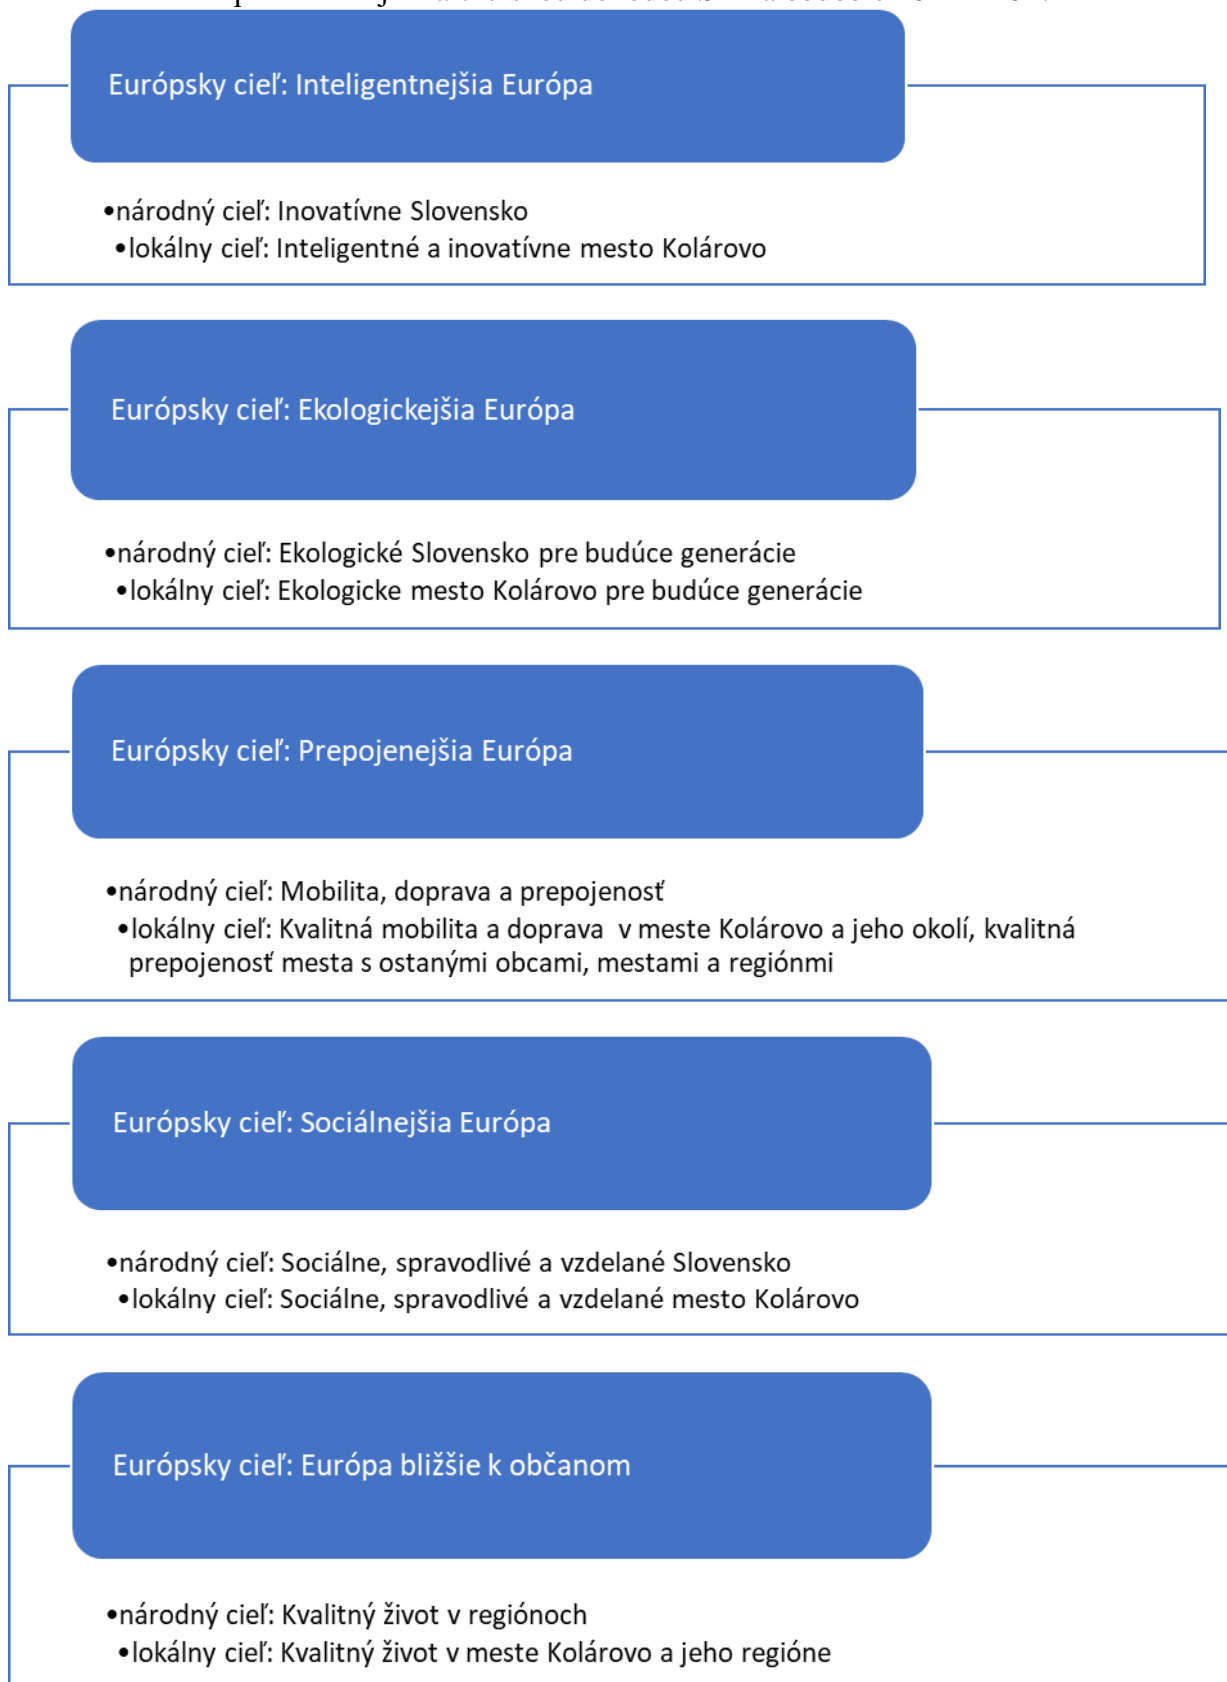 Európsky cieľ: Inteligentnejšia Európa
•národný cieľ: Inovatívne Slovensko
•lokálny cieľ: Inteligentné a inovatívne mesto Kolárovo
Európsky cieľ: Ekologickejšia Európa
•národný cieľ: Ekologické Slovensko pre budúce generácie
•lokálny cieľ: Ekologicke mesto Kolárovo pre budúce generácie
Európsky cieľ: Prepojenejšia Európa
•národný cieľ: Mobilita, doprava a prepojenosť
•lokálny cieľ: Kvalitná mobilita a doprava v meste Kolárovo a jeho okolí, kvalitná
prepojenosť mesta s ostanými obcami, mestami a regiónmi
Európsky cieľ: Sociálnejšia Európa
•národný cieľ: Sociálne, spravodlivé a vzdelané Slovensko
•lokálny cieľ: Sociálne, spravodlivé a vzdelané mesto Kolárovo
Európsky cieľ: Európa bližšie k občanom
•národný cieľ: Kvalitný život v regiónoch
•lokálny cieľ: Kvalitný život v meste Kolárovo a jeho regióne